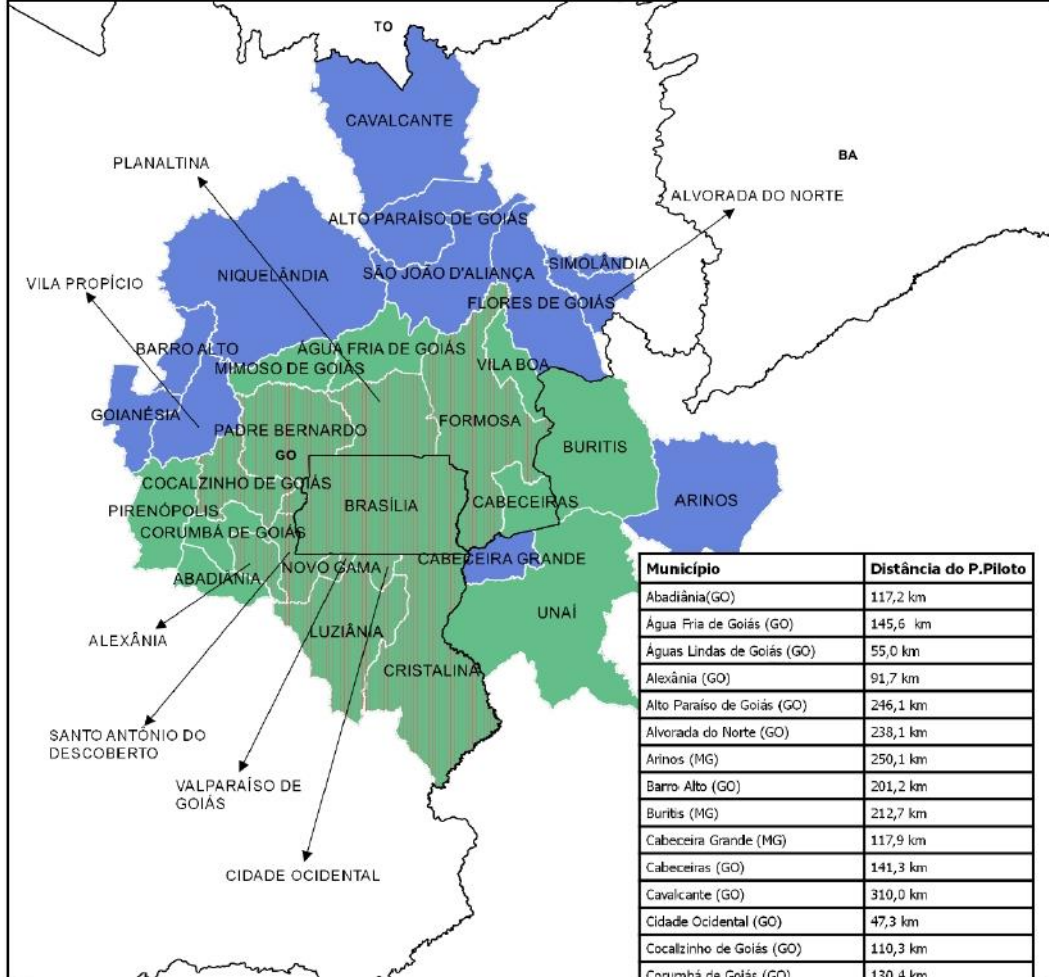 TO
CAVALCANTE
PLANALTINA
BA
ALVORADA DO NORTE
ALTO PARAÍSO DE GOIÁS
SIMOLÂNDIA
NIQUELÂNDIA
SÃO JOÃO D'ALIANÇA
VILA PROPÍCIO
FLORES DE GOIÁS
BARRO ALTO
ÁGUA FRIA DE GOIÁS
MIMOSO DE GOIÁS
VILA BOA
GOIANÉSIA
PADRE BERNARDO
FORMOSA
BURITIS
GO
COCALZINHO DE GOIÁS
BRASÍLIA
CABECEIRAS
ARINOS
PIRENÓPOLIS
CORUMBÁ DE GOIÁS
CABECEIRA GRANDE
NOVO GAMA
ABADIÂNIA
UNAÍ
ALEXÂNIA
LUZIÂNIA
CRISTALINA
SANTO ANTÔNIO DO
DESCOBERTO
VALPARAÍSO DE
GOIÁS
CIDADE OCIDENTAL
Município Distância do P.Piloto
Abadiânia(GO) 117,2 km
Água Fria de Goiás (GO) 145,6 km
Águas Lindas de Goiás (GO) 55,0 km
Alexânia (GO) 91,7 km
Alto Paraíso de Goiás (GO) 246,1 km
Alvorada do Norte (GO) 238,1 km
Arinos (MG) 250,1 km
Barro Alto (GO) 201,2 km
Buritis (MG) 212,7 km
Cabeceira Grande (MG) 117,9 km
Cabeceiras (GO) 141,3 km
Cavalcante (GO) 310,0 km
Cidade Ocidental (GO) 47,3 km
Cocalzinho de Goiás (GO) 110,3 km
Corumbá de Goiás (GO) 130,4 km